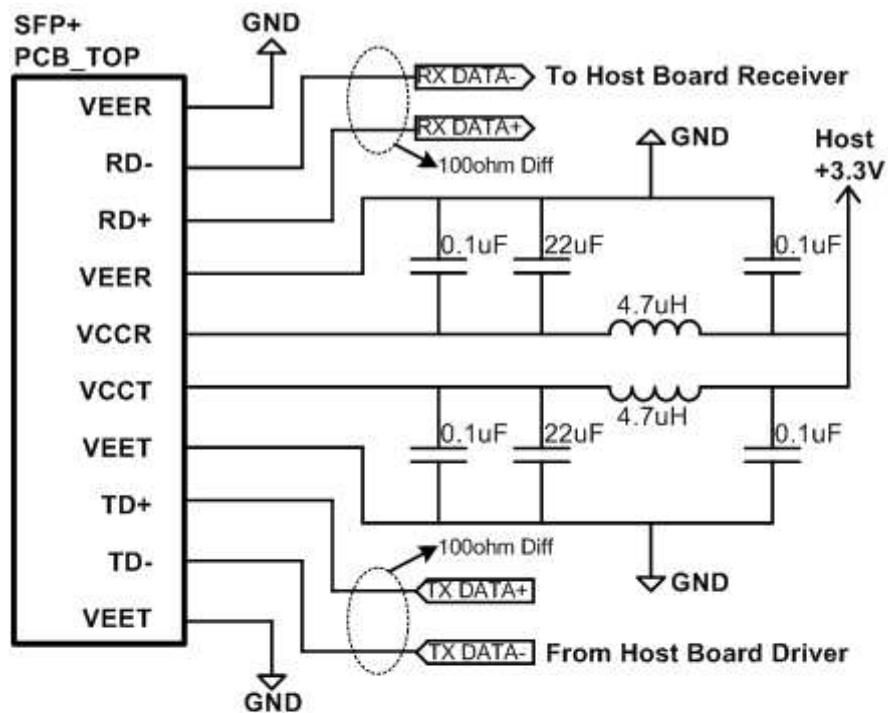 SFP+
PCB_TOP
GND
VEER
RD-
RD+
VEER
VCCR
VCCT
VEET
TD+
TD-
VEET
RX DATA-
To Host Board Receiver
RX DATA+
100ohm Diff
GND
Host
+3.3V
0.1uF
22uF
0.1uF
4.7uH
4.7uH
0.1uF
22uF
0.1uF
100ohm Diff
GND
TX DATA+
TX DATA-
From Host Board Driver
GND